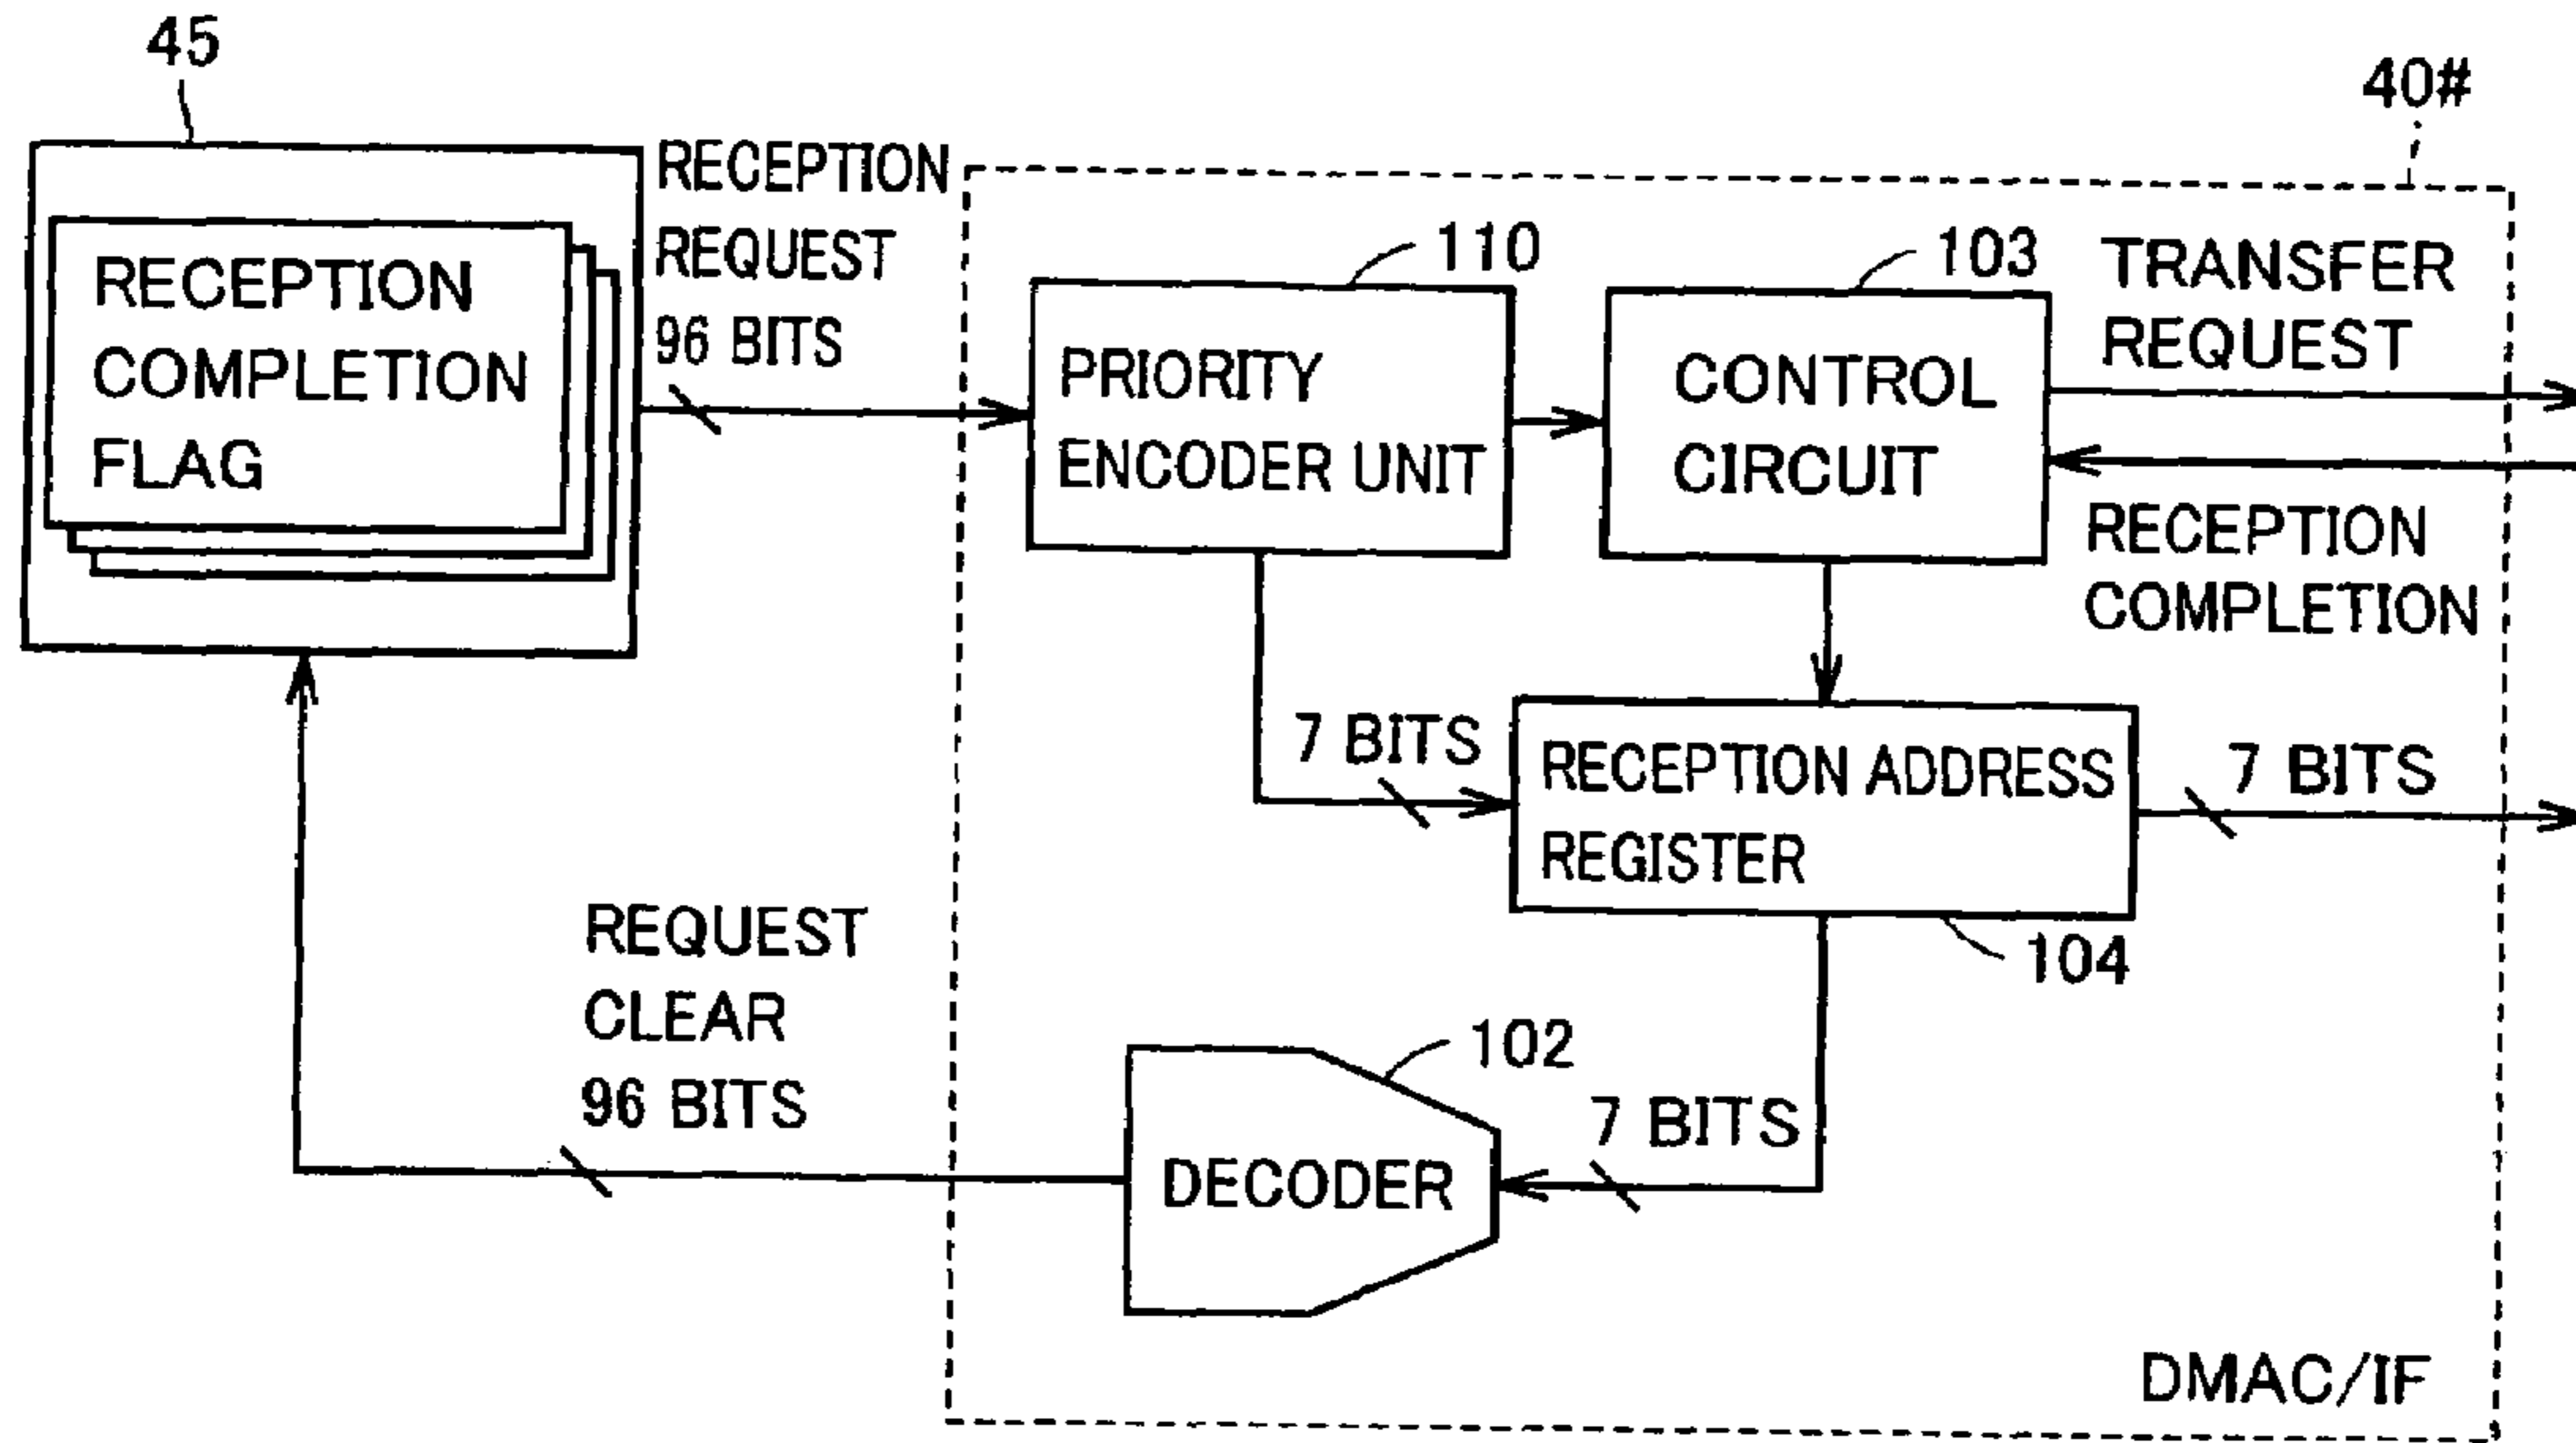 45
40#
RECEPTION
REQUEST
96 BITS
RECEPTION
COMPLETION
FLAG
110
PRIORITY
ENCODER UNIT
103
CONTROL
CIRCUIT
TRANSFER
REQUEST
RECEPTION
COMPLETION
7 BITS
RECEPTION ADDRESS
REGISTER
7 BITS
104
REQUEST
CLEAR
96 BITS
102
DECODER
7 BITS
DMAC/IF